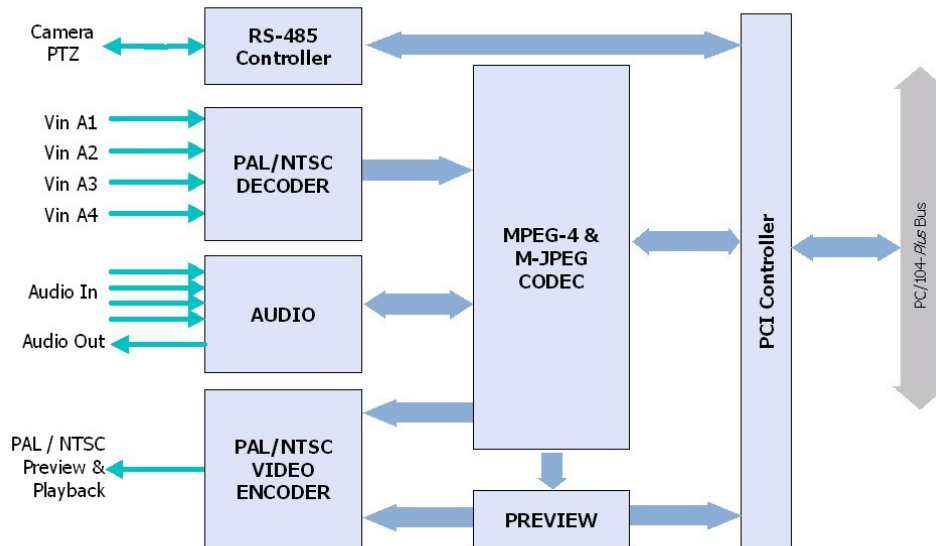 Camera
PTZ
RS-485
Controller
Vin A1
Vin A2
Vin A3
Vin A4
PAL/NTSC
DECODER
Audio In
Audio Out
AUDIO
PAL / NTSC
Preview &
Playback
PAL/NTSC
VIDEO
ENCODER
MPEG-4 &
M-JPEG
CODEC
PREVIEW
PCI Controller
PC/104-Plus Bus